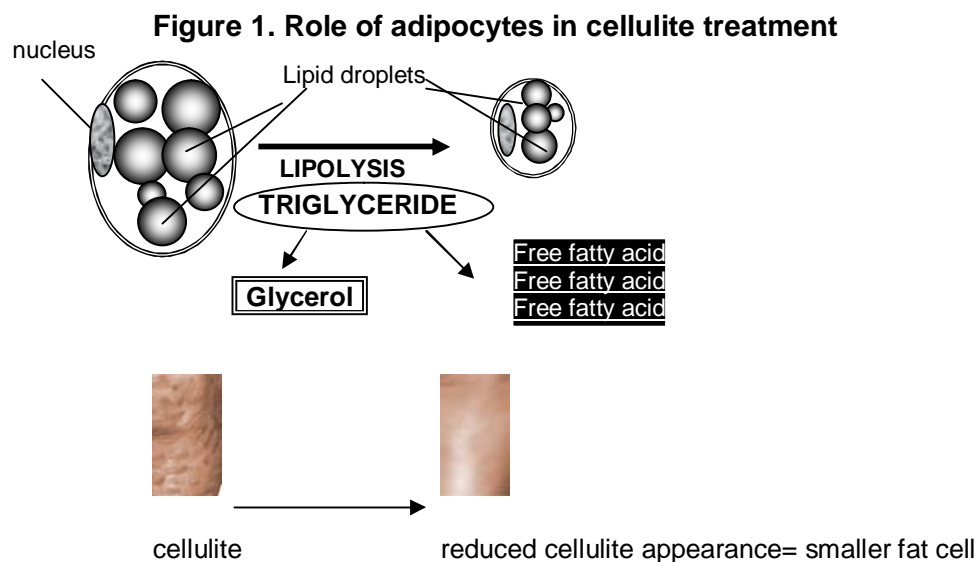 Figure 1. Role of adipocytes in cellulite treatment
nucleus
Lipid droplets
LIPOLYSIS
TRIGLYCERIDE
Glycerol
Free fatty acid
Free fatty acid
Free fatty acid
cellulite
reduced cellulite appearance= smaller fat cell